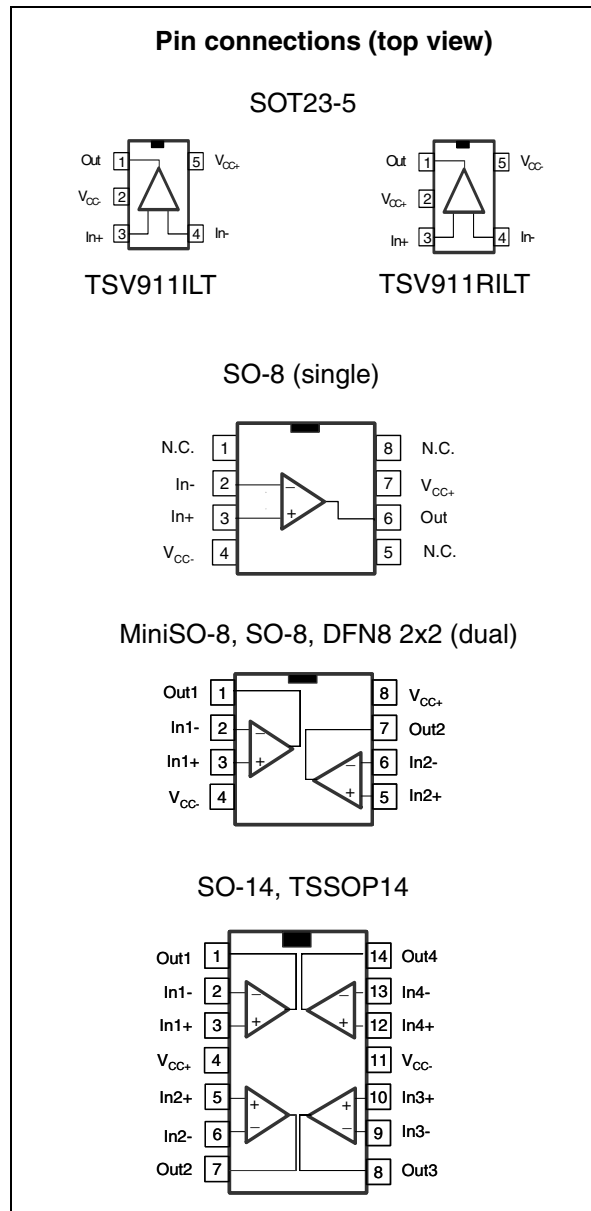 Pin connections (top view)
SOT23-5
Out 1 5 VCC+
VCC- 2
In+ 3 4 In-
TSV911ILT
Out 1 5 VCC-
VCC+ 2
In+ 3 4 In-
TSV911RILT
SO-8 (single)
N.C. 1 8 N.C.
In- 2 − 7 VCC+
In+ 3 + 6 Out
VCC- 4 5 N.C.
MiniSO-8, SO-8, DFN8 2x2 (dual)
Out1 1 8 VCC+
In1- 2 − 7 Out2
In1+ 3 + − 6 In2-
VCC- 4 + 5 In2+
SO-14, TSSOP14
Out1 1 14 Out4
In1- 2 − − 13 In4-
In1+ 3 + + 12 In4+
VCC+ 4 11 VCC-
In2+ 5 + + 10 In3+
In2- 6 − − 9 In3-
Out2 7 8 Out3